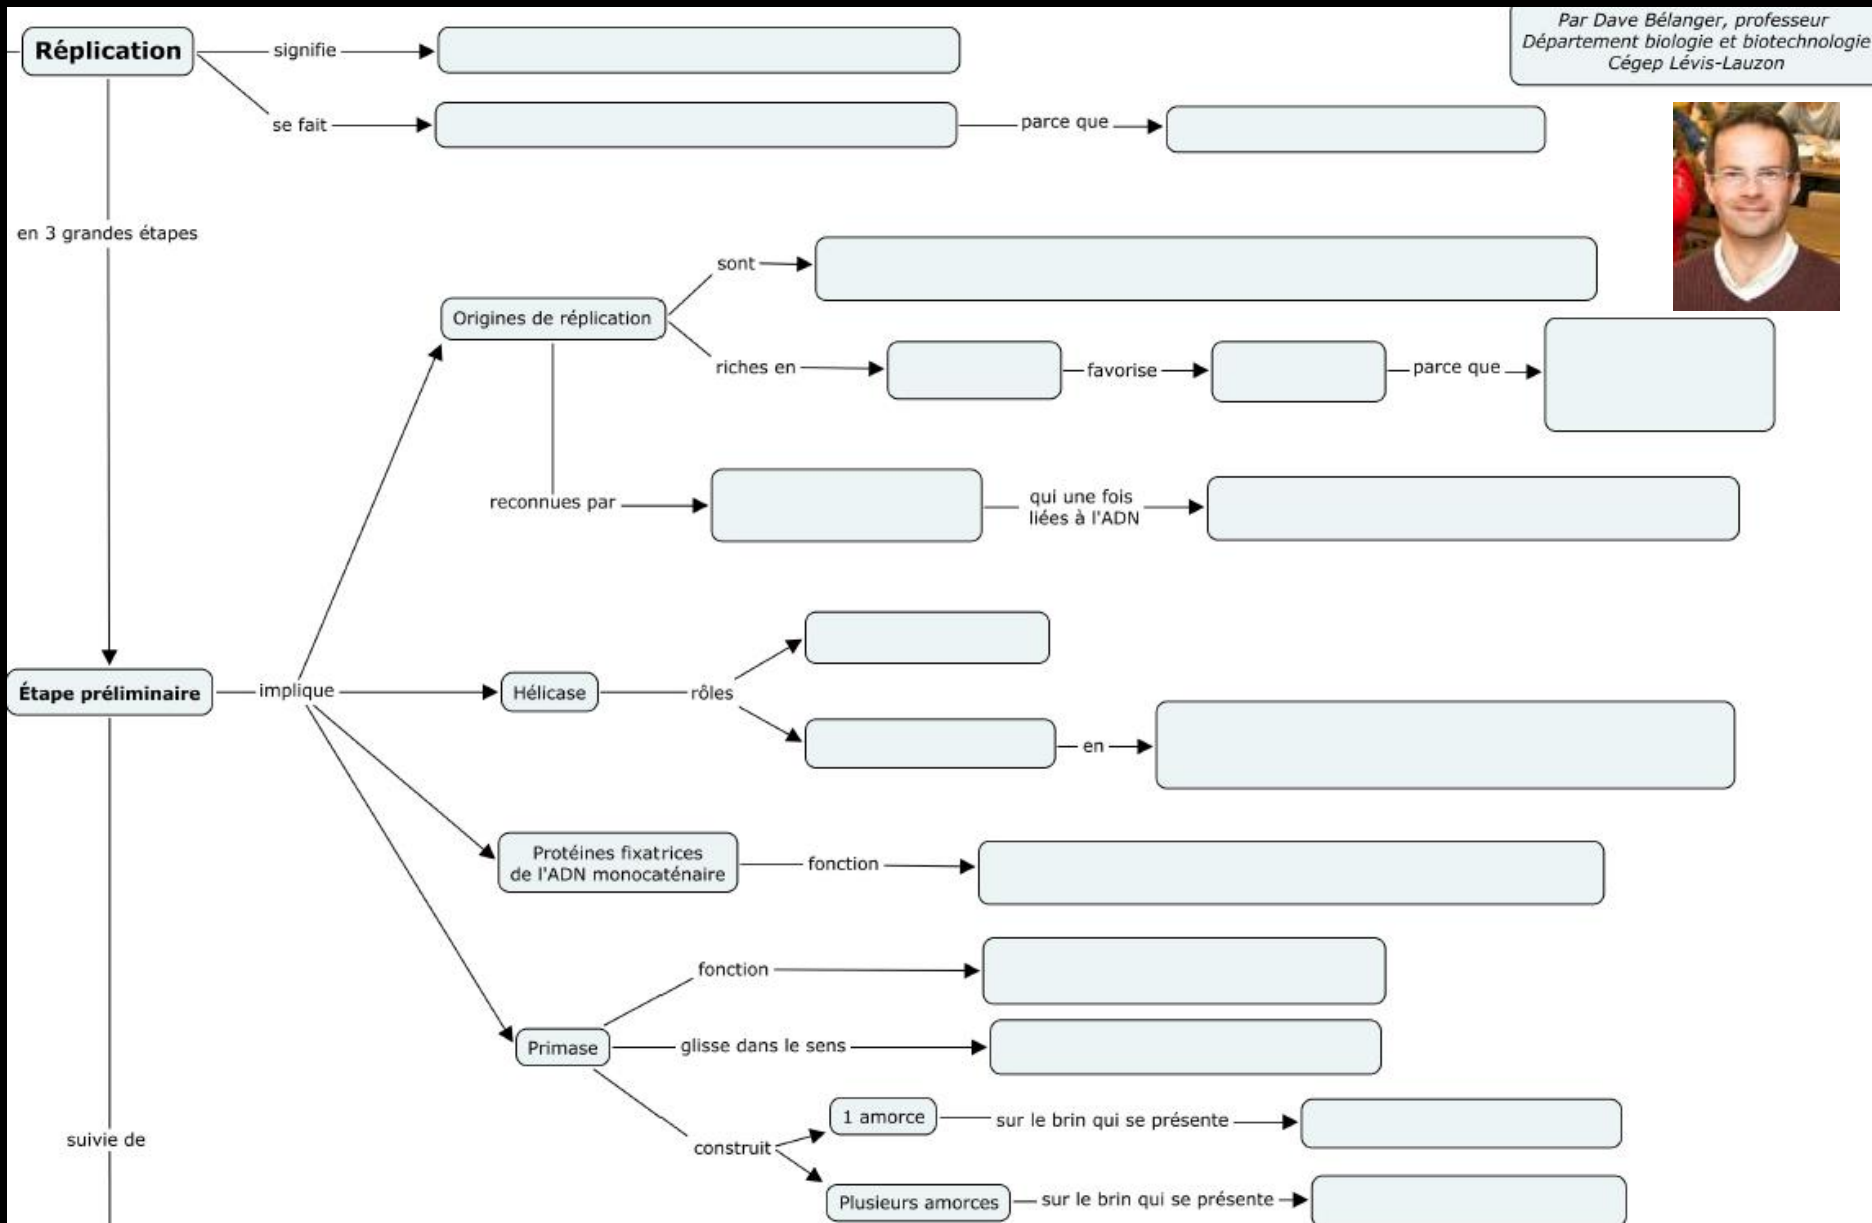 Par Dave Bélanger, professeur
Département biologie et biotechnologie
Cégep Lévis-Lauzon
Réplication
signifie
se fait
parce que
en 3 grandes étapes
sont
Origines de réplication
riches en
favorise
parce que
reconnues par
qui une fois
liées à l'ADN
Étape préliminaire
implique
Hélicase
rôles
en
Protéines fixatrices
de l'ADN monocaténaire
fonction
fonction
Primase
glisse dans le sens
1 amorce
sur le brin qui se présente
suivie de
construit
Plusieurs amorces
sur le brin qui se présente